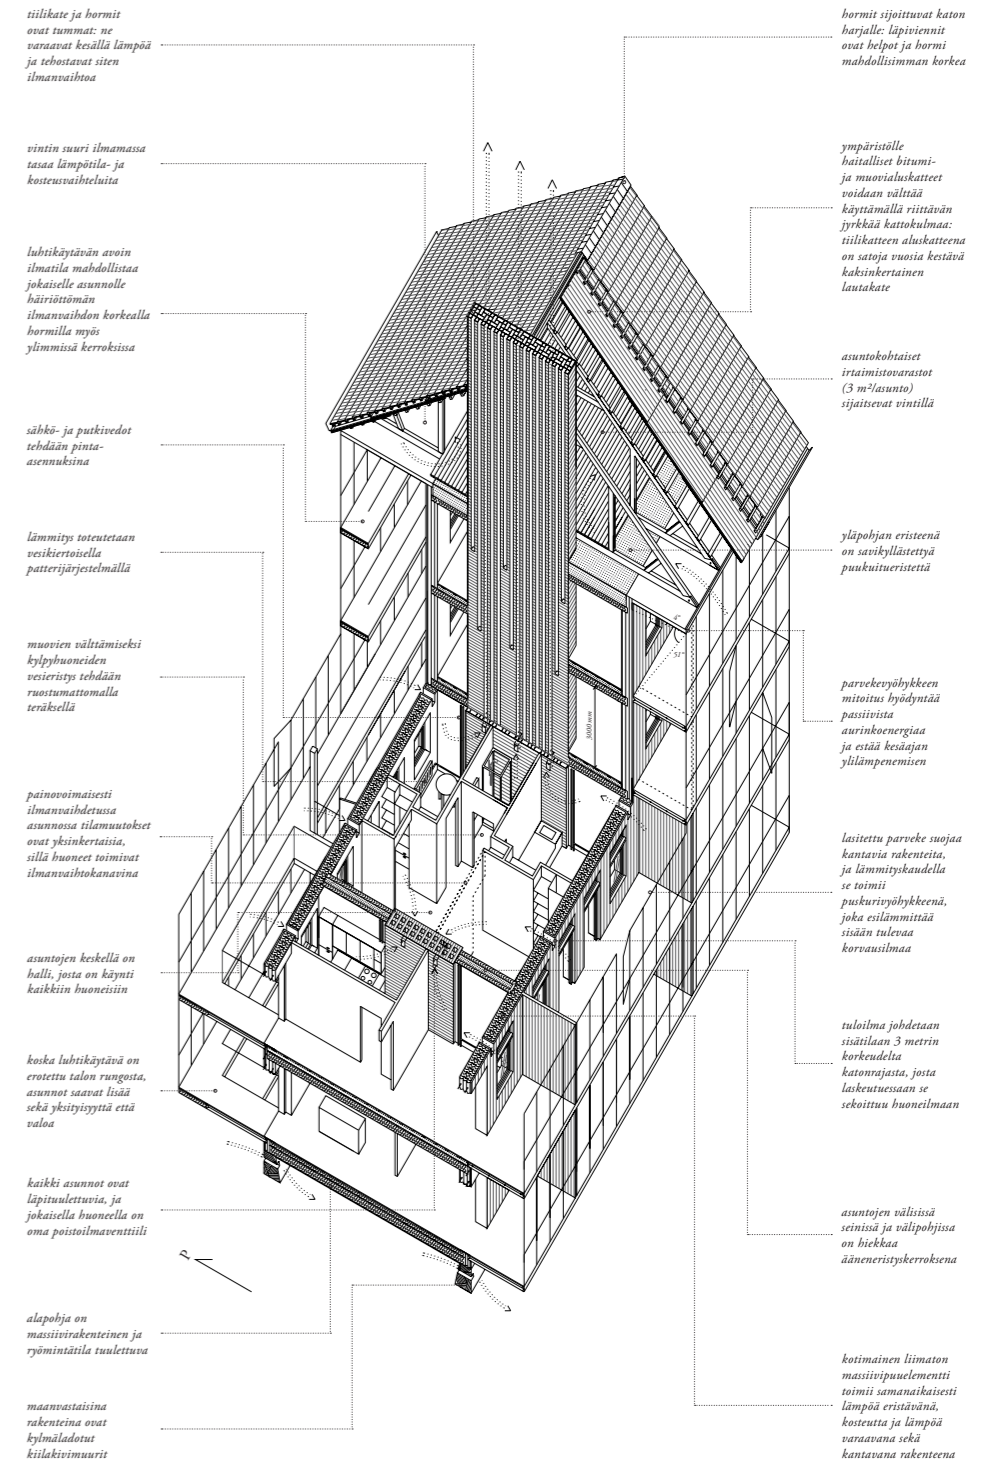 tiilikate ja hormit
ovat tummat: ne
varaavat kesällä lämpöä
ja tehostavat siten
ilmanvaihtoa
vintin suuri ilmamassa
tasaa lämpötila- ja
kosteusvaihteluita
luhtikäytävän avoin
ilmatila mahdollistaa
jokaiselle asunnolle
häiriöttömän
ilmanvaihdon korkealla
hormilla myös
ylimmissä kerroksissa
sähkö- ja putkivedot
tehdään pinta-
asennuksina
lämmitys toteutetaan
vesikiertoisella
patterijärjestelmällä
muovien välttämiseksi
kylpyhuoneiden
vesieristys tehdään
ruostumattomalla
teräksellä
painovoimaisesti
ilmanvaihdetussa
asunnossa tilamuutokset
ovat yksinkertaisia,
sillä huoneet toimivat
ilmanvaihtokanavina
asuntojen keskellä on
halli, josta on käynti
kaikkiin huoneisiin
koska luhtikäytävä on
erotettu talon rungosta,
asunnot saavat lisää
sekä yksityisyyttä että
valoa
kaikki asunnot ovat
läpituulettuvia, ja
jokaisella huoneella on
oma poistoilmaventtiili
alapohja on
massiivirakenteinen ja
ryömintätila tuulettuva
maanvastaisina
rakenteina ovat
kylmäladotut
kiilakivimuurit
hormit sijoittuvat katon
harjalle: läpiviennit
ovat helpot ja hormi
mahdollisimman korkea
ympäristölle
haitalliset bitumi-
ja muovialuskatteet
voidaan välttää
käyttämällä riittävän
jyrkkää kattokulmaa:
tiilikatteen aluskatteena
on satoja vuosia kestävä
kaksinkertainen
lautakate
asuntokohtaiset
irtaimistovarastot
(3 m²/asunto)
sijaitsevat vintillä
yläpohjan eristeenä
on savikyllästettyä
puukuitueristettä
parvekevyöhykkeen
mitoitus hyödyntää
passiivista
aurinkoenergiaa
ja estää kesäajan
ylilämpenemisen
lasitettu parveke suojaa
kantavia rakenteita,
ja lämmityskaudella
se toimii
puskurivyöhykkeenä,
joka esilämmittää
sisään tulevaa
korvausilmaa
tuloilma johdetaan
sisätilaan 3 metrin
korkeudelta
katonrajasta, josta
laskeutuessaan se
sekoittuu huoneilmaan
asuntojen välisissä
seinissä ja välipohjissa
on hiekkaa
ääneneristyskerroksena
kotimainen liimaton
massiivipuuelementti
toimii samanaikaisesti
lämpöä eristävänä,
kosteutta ja lämpöä
varaavana sekä
kantavana rakenteena
3000 mm
51°
P